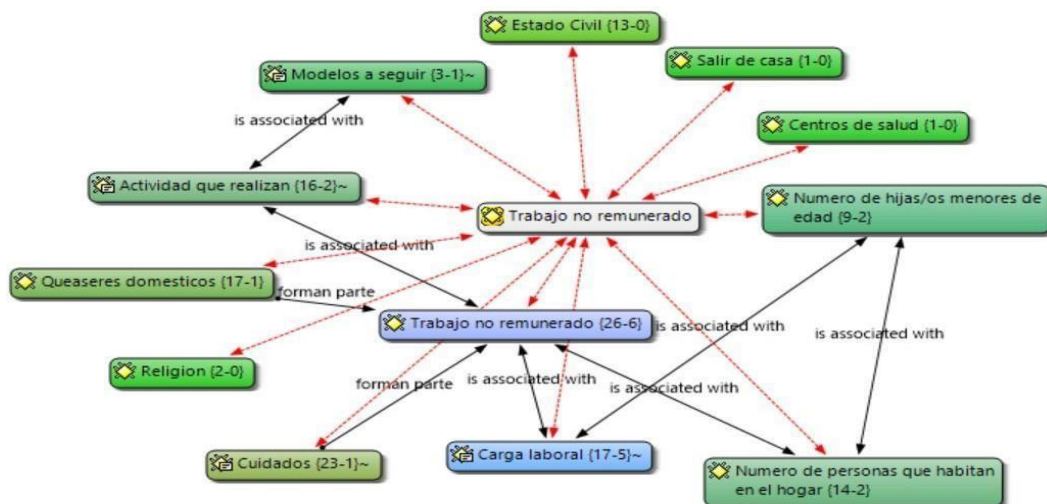 Estado Civil {13-0}
Salir de casa {1-0}
Modelos a seguir {3-1}~
is associated with
Centros de salud {1-0}
Actividad que realizan {16-2}~
Trabajo no remunerado
Numero de hijas/os menores de
edad {9-2}
is associated with
Queaseres domesticos {17-1}
forman parte
Trabajo no remunerado {26-6}
is associated with
is associated with
Religion {2-0}
forman parte
is associated with
is associated with
Cuidados {23-1}~
Carga laboral {17-5}~
Numero de personas que habitan
en el hogar {14-2}